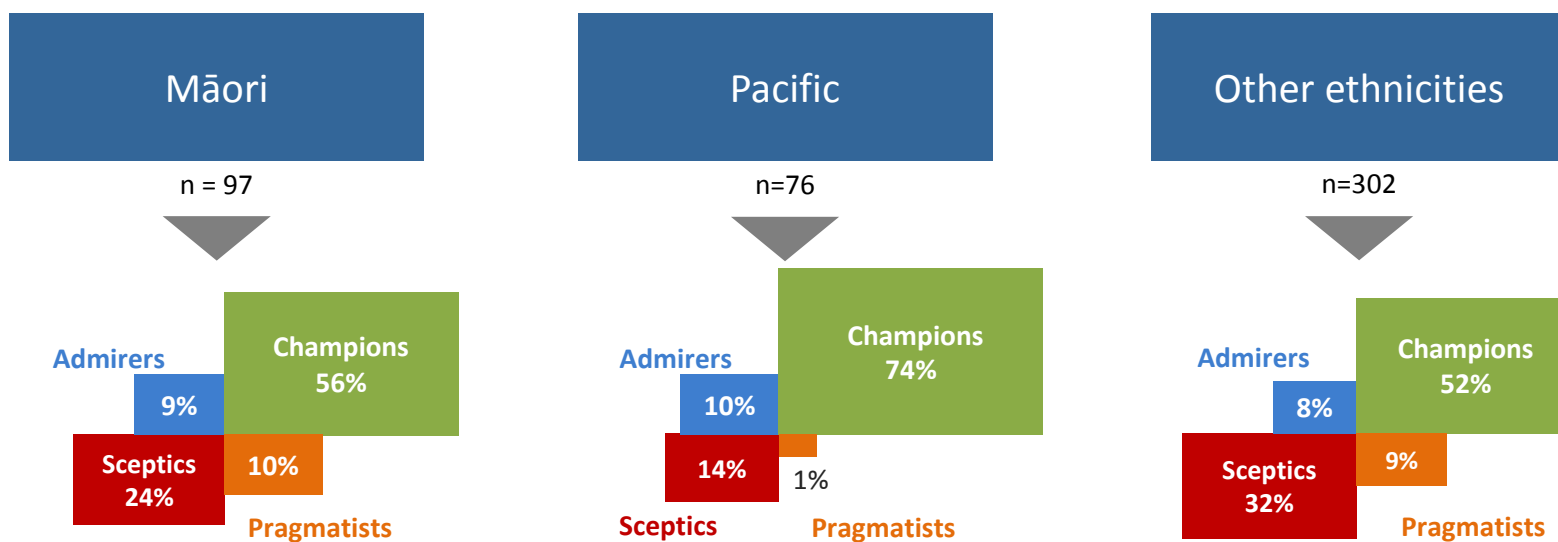 Māori
Pacific
Other ethnicities
n = 97
n=76
n=302
Admirers
9%
Champions
56%
Sceptics
24%
10%
Pragmatists
Admirers
10%
Champions
74%
14%
Sceptics
1%
Pragmatists
Admirers
8%
Champions
52%
Sceptics
32%
9%
Pragmatists